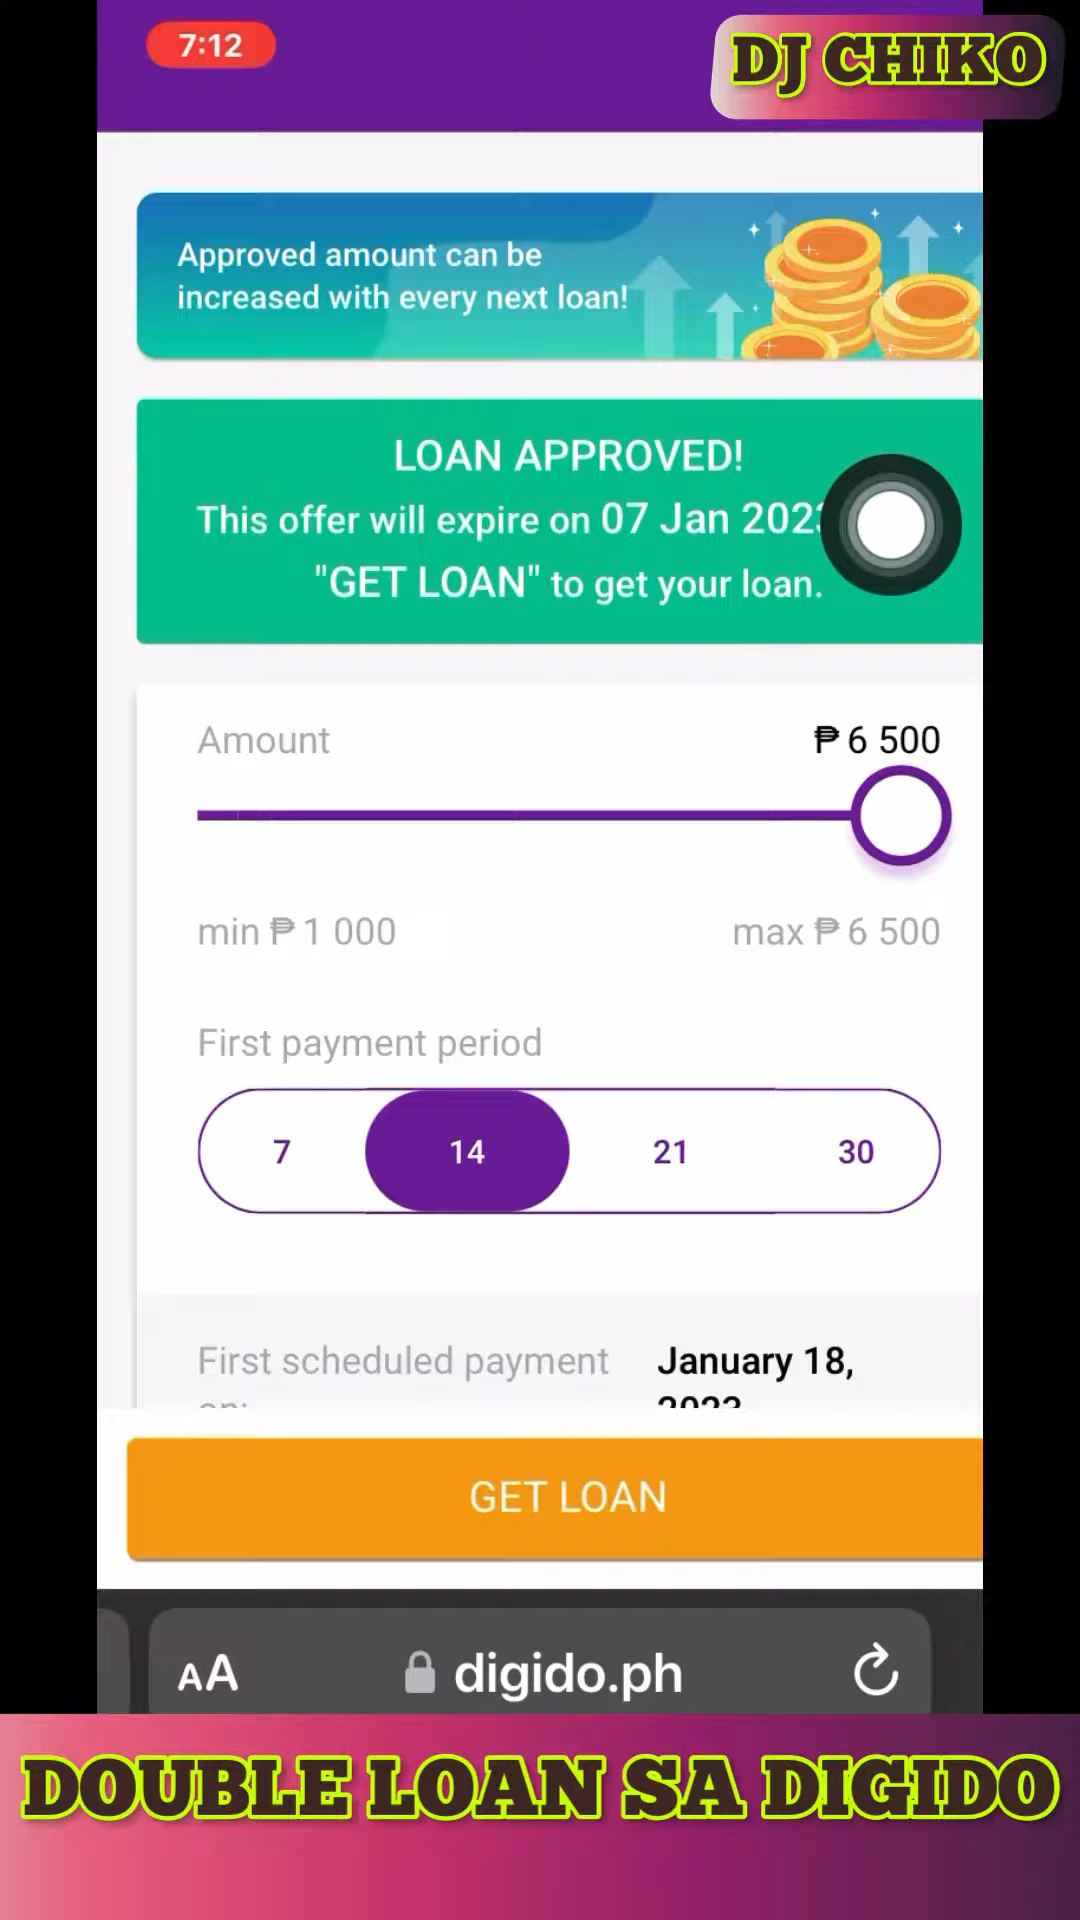 7:12
DJ CHIKO
Approved amount can be
increased with every next loan!
LOAN APPROVED!
This offer will expire on 07 Jan 202
"GET LOAN" to get your loan.
Amount ₱ 6 500
min ₱ 1 000 max ₱ 6 500
First payment period
7 14 21 30
First scheduled payment January 18,
on: 2023
GET LOAN
AA digido.ph
DOUBLE LOAN SA DIGIDO